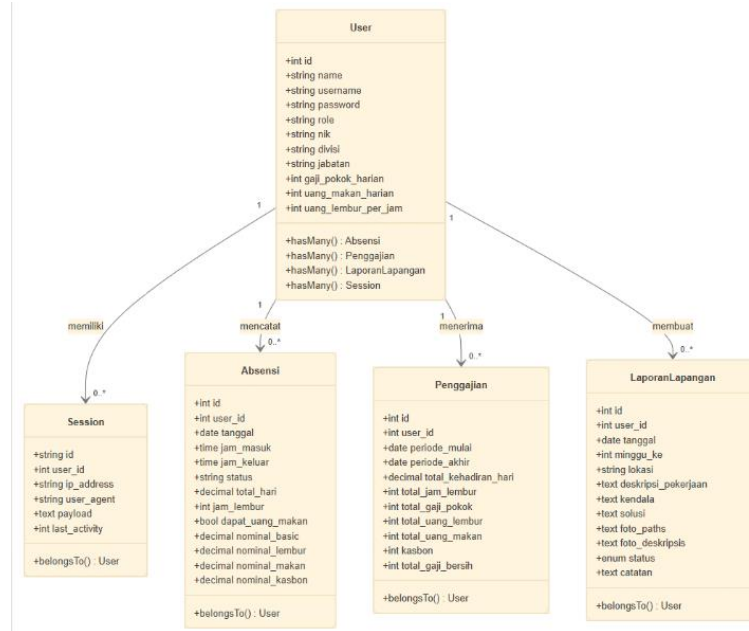 User
+int id
+string name
+string username
+string password
+string role
+string nik
+string divisi
+string jabatan
+int gaji_pokok_harian
+int uang_makan_harian
+int uang_lembur_per_jam
+hasMany() : Absensi
+hasMany() : Penggajian
+hasMany() : LaporanLapangan
+hasMany() : Session
1
1
1
1
memiliki
mencatat
menerima
membuat
0..*
0..*
0..*
0..*
Session
+string id
+int user_id
+string ip_address
+string user_agent
+text payload
+int last_activity
+belongsTo() : User
Absensi
+int id
+int user_id
+date tanggal
+time jam_masuk
+time jam_keluar
+string status
+decimal total_hari
+int jam_lembur
+bool dapat_uang_makan
+decimal nominal_basic
+decimal nominal_lembur
+decimal nominal_makan
+decimal nominal_kasbon
+belongsTo() : User
Penggajian
+int id
+int user_id
+date periode_mulai
+date periode_akhir
+decimal total_kehadiran_hari
+int total_jam_lembur
+int total_gaji_pokok
+int total_uang_lembur
+int total_uang_makan
+int kasbon
+int total_gaji_bersih
+belongsTo() : User
LaporanLapangan
+int id
+int user_id
+date tanggal
+int minggu_ke
+string lokasi
+text deskripsi_pekerjaan
+text kendala
+text solusi
+text foto_paths
+text foto_deskripsis
+enum status
+text catatan
+belongsTo() : User